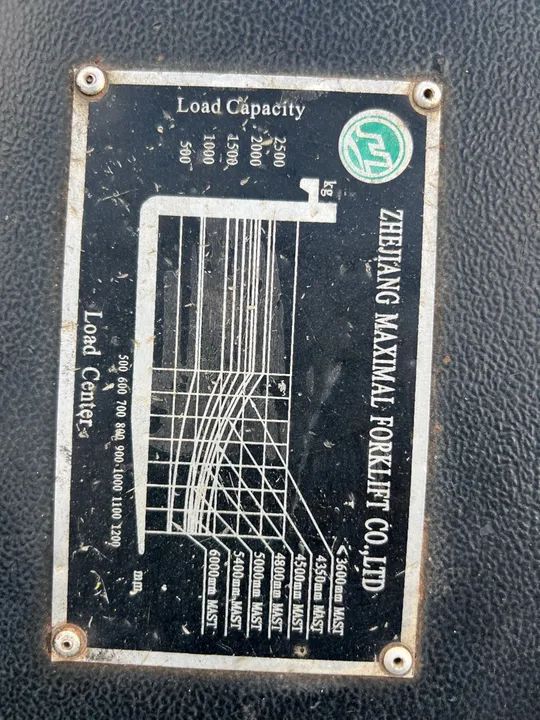 ZHEJIANG MAXIMAL FORKLIFT CO,.LTD
Load Capacity
kg
2500
2000
1500
1000
500
<3600mm MAST
4350mm MAST
4500mm MAST
4800mm MAST
5000mm MAST
5400mm MAST
6000mm MAST
500 600 700 800 900 1000 1100 1200 mm
Load Center